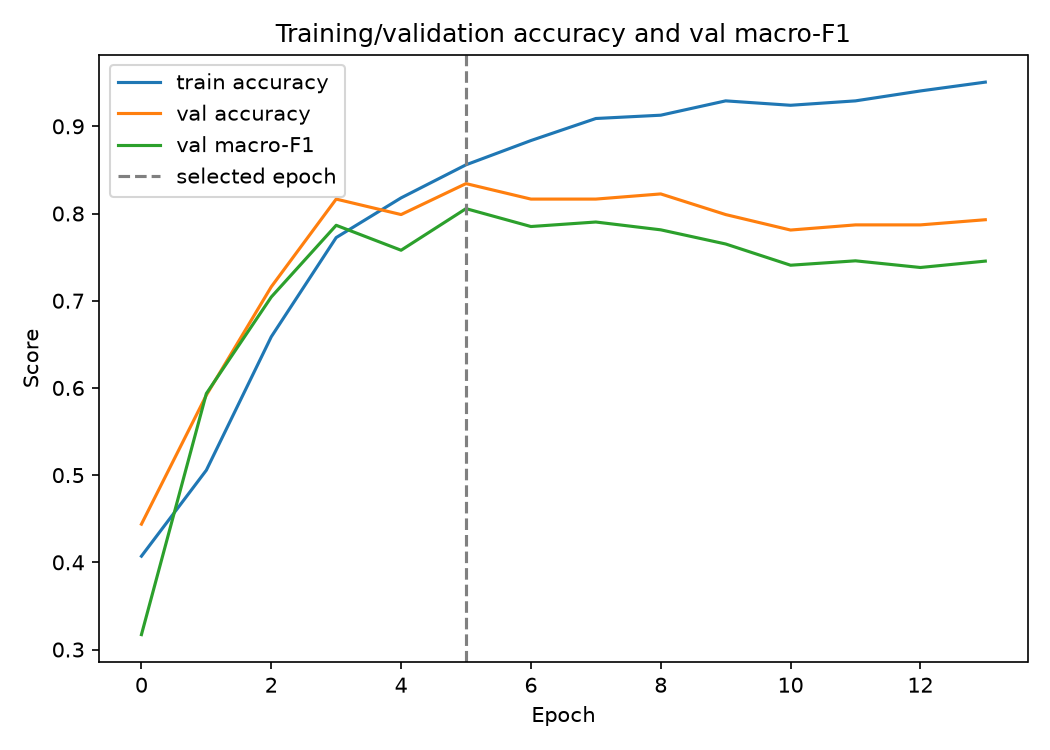 Training/validation accuracy and val macro-F1
train accuracy
val accuracy
val macro-F1
selected epoch
Score
0.9
0.8
0.7
0.6
0.5
0.4
0.3
0 2 4 6 8 10 12
Epoch